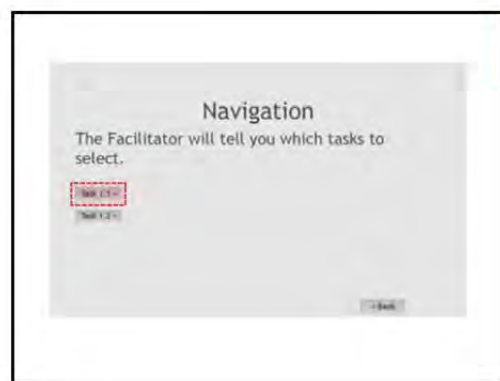 Navigation
The Facilitator will tell you which tasks to
select.
Task 1.1 >
Task 1.2 >
< Back